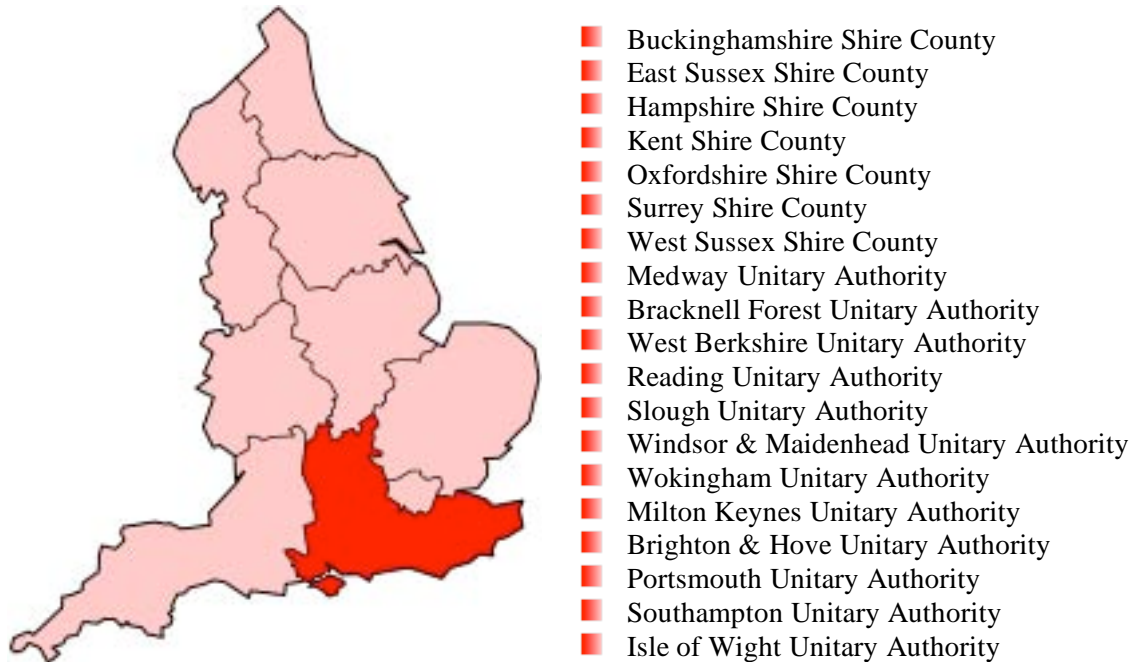 Buckinghamshire Shire County
East Sussex Shire County
Hampshire Shire County
Kent Shire County
Oxfordshire Shire County
Surrey Shire County
West Sussex Shire County
Medway Unitary Authority
Bracknell Forest Unitary Authority
West Berkshire Unitary Authority
Reading Unitary Authority
Slough Unitary Authority
Windsor & Maidenhead Unitary Authority
Wokingham Unitary Authority
Milton Keynes Unitary Authority
Brighton & Hove Unitary Authority
Portsmouth Unitary Authority
Southampton Unitary Authority
Isle of Wight Unitary Authority